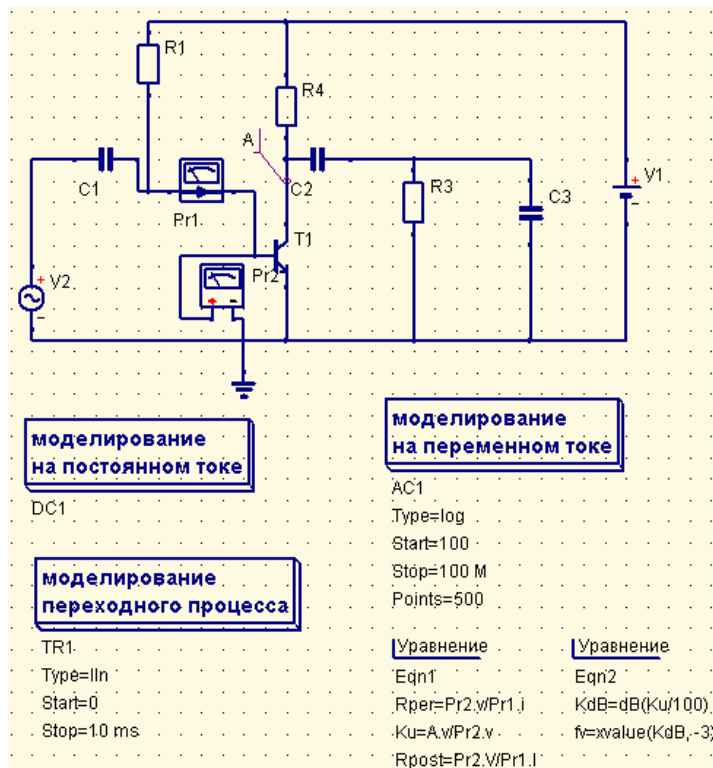 R1
R4
A
C1
C2
R3
C3
V1
+
-
Pr1
T1
Pr2
+
-
V2
+
-
моделирование
на постоянном токе
DC1
моделирование
на переменном токе
AC1
Type=log
Start=100
Stop=100 M
Points=500
моделирование
переходного процесса
TR1
Type=lin
Start=0
Stop=10 ms
Уравнение
Eqn1
Rper=Pr2.v/Pr1.i
Ku=A.v/Pr2.v
Rpost=Pr2.V/Pr1.I
Уравнение
Eqn2
KdB=dB(Ku/100)
fv=xvalue(KdB,-3)